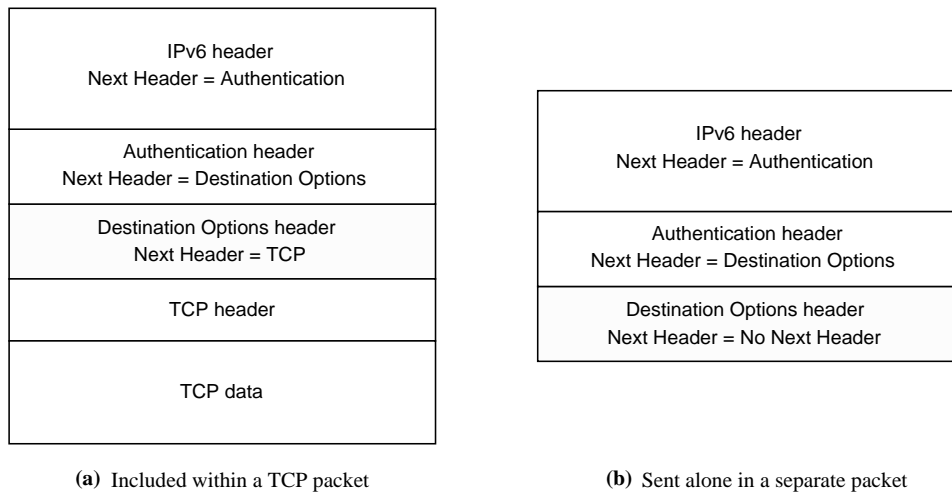 IPv6 header
Next Header = Authentication
Authentication header
Next Header = Destination Options
Destination Options header
Next Header = TCP
TCP header
TCP data
(a) Included within a TCP packet
IPv6 header
Next Header = Authentication
Authentication header
Next Header = Destination Options
Destination Options header
Next Header = No Next Header
(b) Sent alone in a separate packet